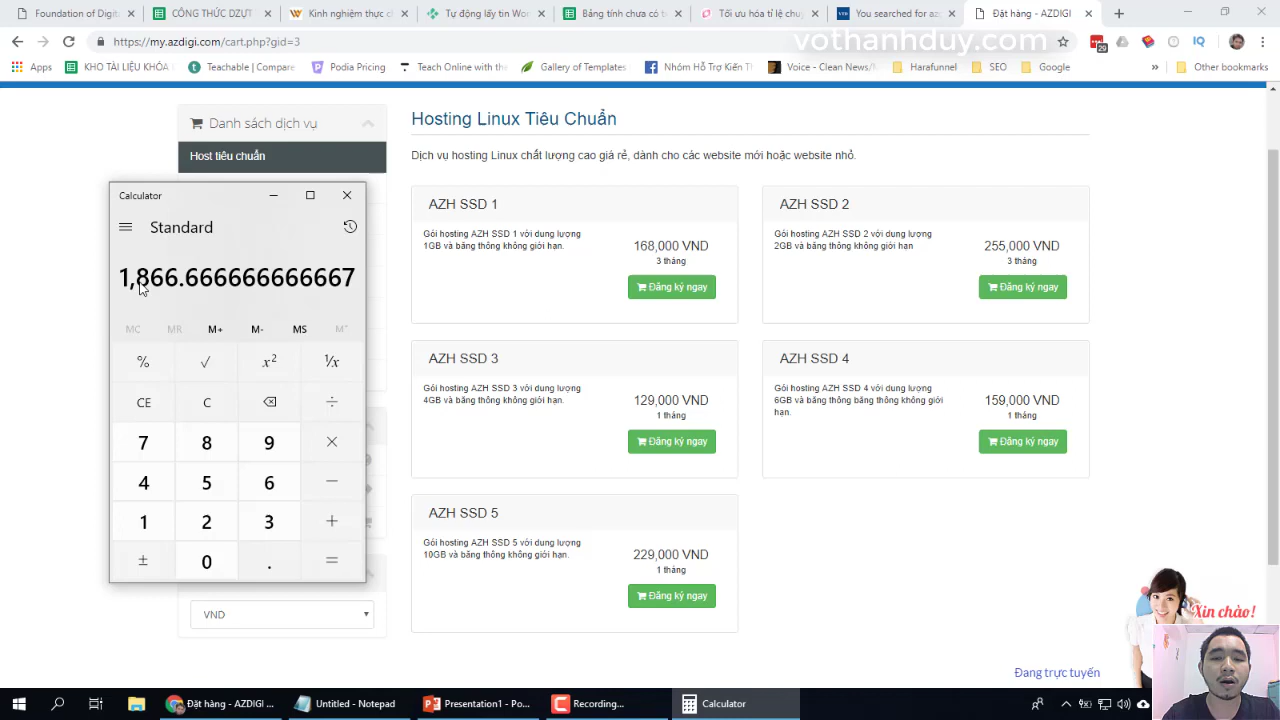 Foundation of Digital
CÔNG THỨC DZỰT
Kinh nghiệm thực c
Tự động lấy tin Wor
Bảng tính chưa có t
Tối ưu hóa tỉ lệ chuy
You searched for az
Đặt hàng - AZDIGI
https://my.azdigi.com/cart.php?gid=3
vothanhduy.com
29
IQ
Apps
KHO TÀI LIỆU KHÓA
Teachable | Compare
Podia Pricing
Teach Online with the
Gallery of Templates
Nhóm Hỗ Trợ Kiến T
Voice - Clean News/
Harafunnel
SEO
Google
Other bookmarks
Danh sách dịch vụ
Host tiêu chuẩn
Hosting Linux Tiêu Chuẩn
Dịch vụ hosting Linux chất lượng cao giá rẻ, dành cho các website mới hoặc website nhỏ.
AZH SSD 1
Gói hosting AZH SSD 1 với dung lượng
1GB và băng thông không giới hạn.
168,000 VND
3 tháng
Đăng ký ngay
AZH SSD 2
Gói hosting AZH SSD 2 với dung lượng
2GB và băng thông không giới hạn
255,000 VND
3 tháng
Đăng ký ngay
AZH SSD 3
Gói hosting AZH SSD 3 với dung lượng
4GB và băng thông không giới hạn.
129,000 VND
1 tháng
Đăng ký ngay
AZH SSD 4
Gói hosting AZH SSD 4 với dung lượng
6GB và băng thông băng thông không giới
hạn.
159,000 VND
1 tháng
Đăng ký ngay
AZH SSD 5
Gói hosting AZH SSD 5 với dung lượng
10GB và băng thông không giới hạn.
229,000 VND
1 tháng
Đăng ký ngay
Calculator
Standard
1,866.666666666667
MC MR M+ M- MS M˅
% √ x² ¹/x
CE C ⌫ ÷
7 8 9 ×
4 5 6 −
1 2 3 +
± 0 . =
VND
Xin chào!
Đang trực tuyến
Đặt hàng - AZDIGI ...
Untitled - Notepad
Presentation1 - Po...
Recording...
Calculator